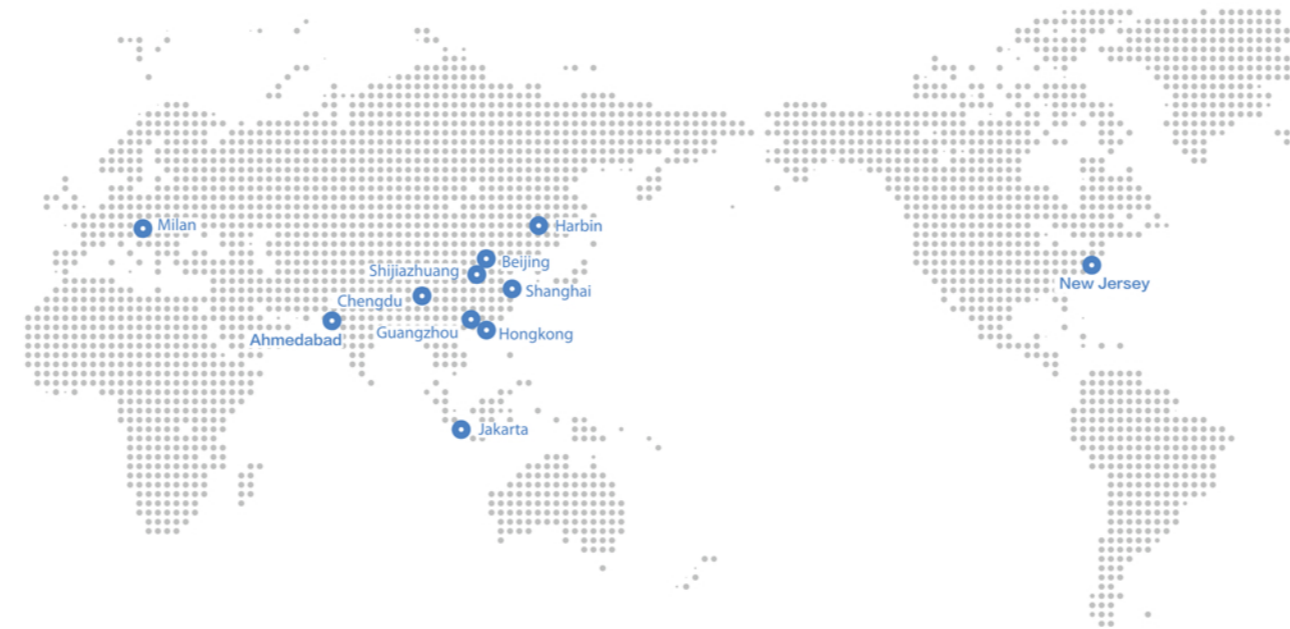 Milan
Harbin
Beijing
Shijiazhuang
New Jersey
Shanghai
Chengdu
Guangzhou
Hongkong
Ahmedabad
Jakarta